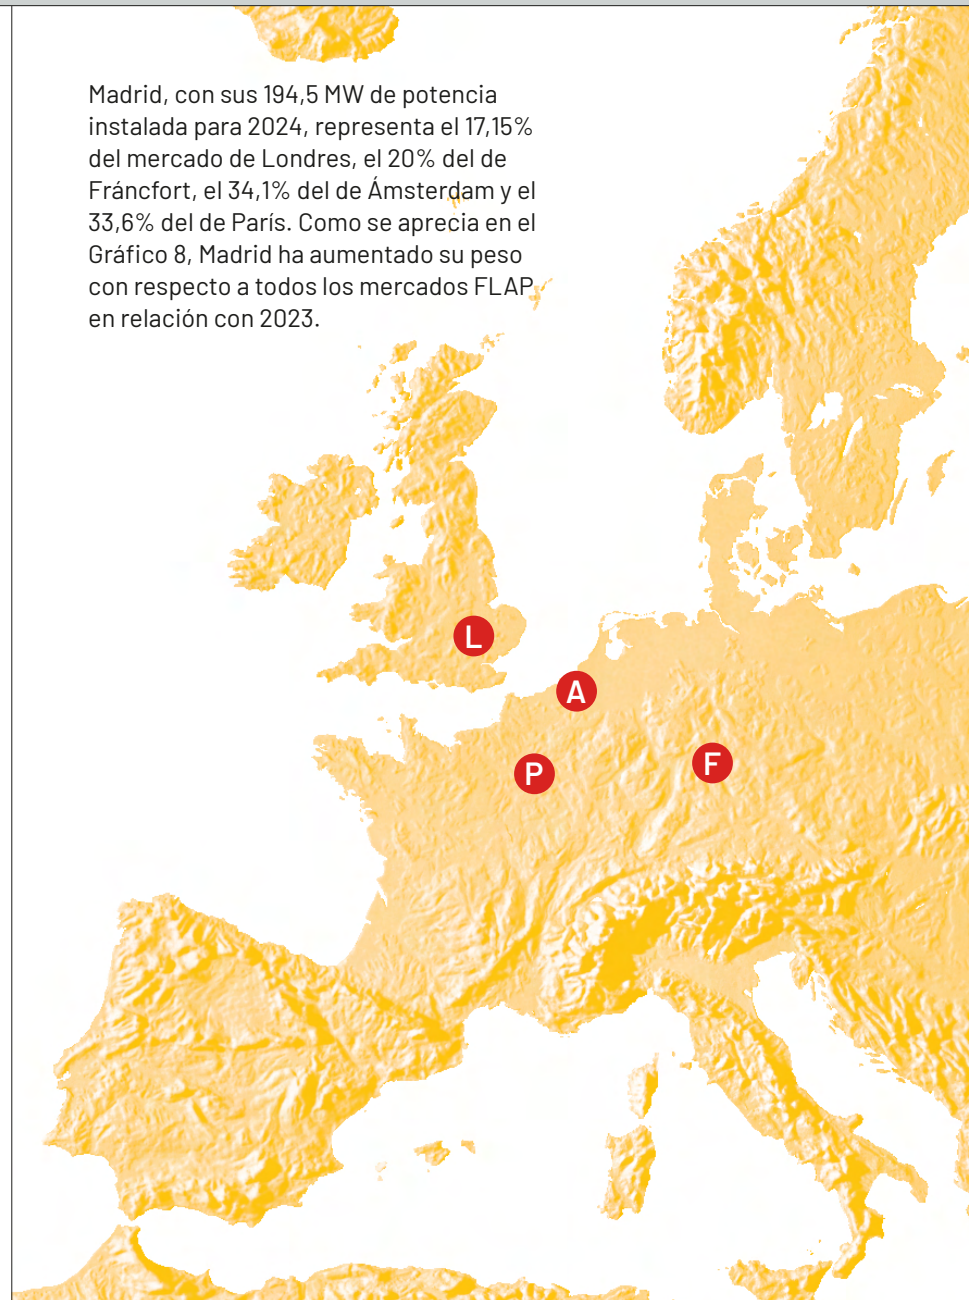 Madrid, con sus 194,5 MW de potencia
instalada para 2024, representa el 17,15%
del mercado de Londres, el 20% del de
Fráncfort, el 34,1% del de Ámsterdam y el
33,6% del de París. Como se aprecia en el
Gráfico 8, Madrid ha aumentado su peso
con respecto a todos los mercados FLAP
en relación con 2023.
L
A
P
F